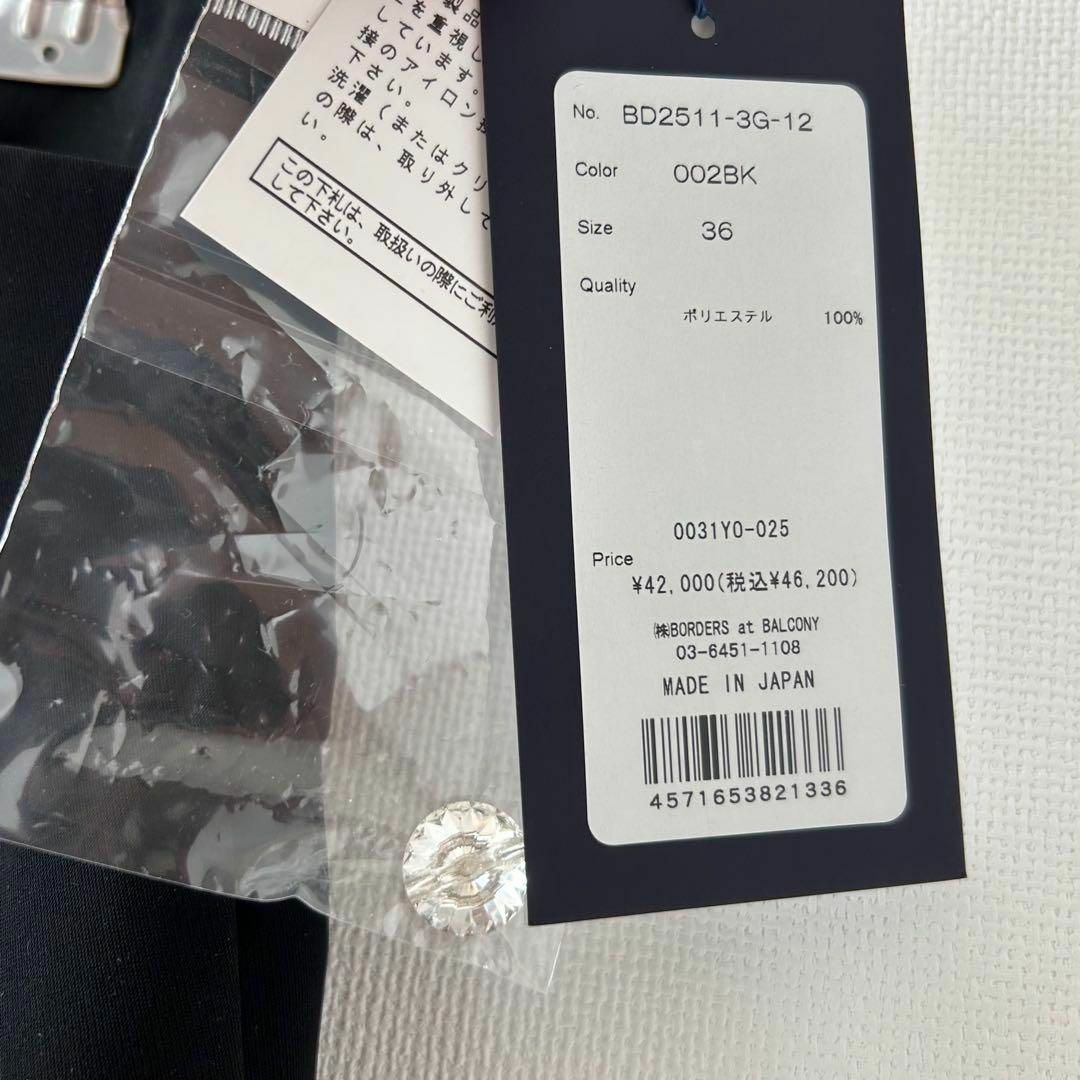 製品
を重視し
しています。
接のアイロン
下さい。
洗濯（またはクリ
の際は、取り外して
い。
この下札は、取扱いの際にご利
して下さい。
No. BD2511-3G-12
Color 002BK
Size 36
Quality
ポリエステル 100%
0031Y0-025
Price
¥42,000(税込¥46,200)
㈱BORDERS at BALCONY
03-6451-1108
MADE IN JAPAN
4571653821336